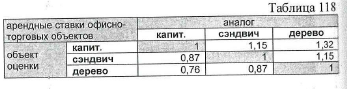 Таблица 118
арендные ставки офисно-торговых объектов
аналог
капит. сэндвич дерево
объект оценки
капит. 1 1,15 1,32
сэндвич 0,87 1 1,15
дерево 0,76 0,87 1